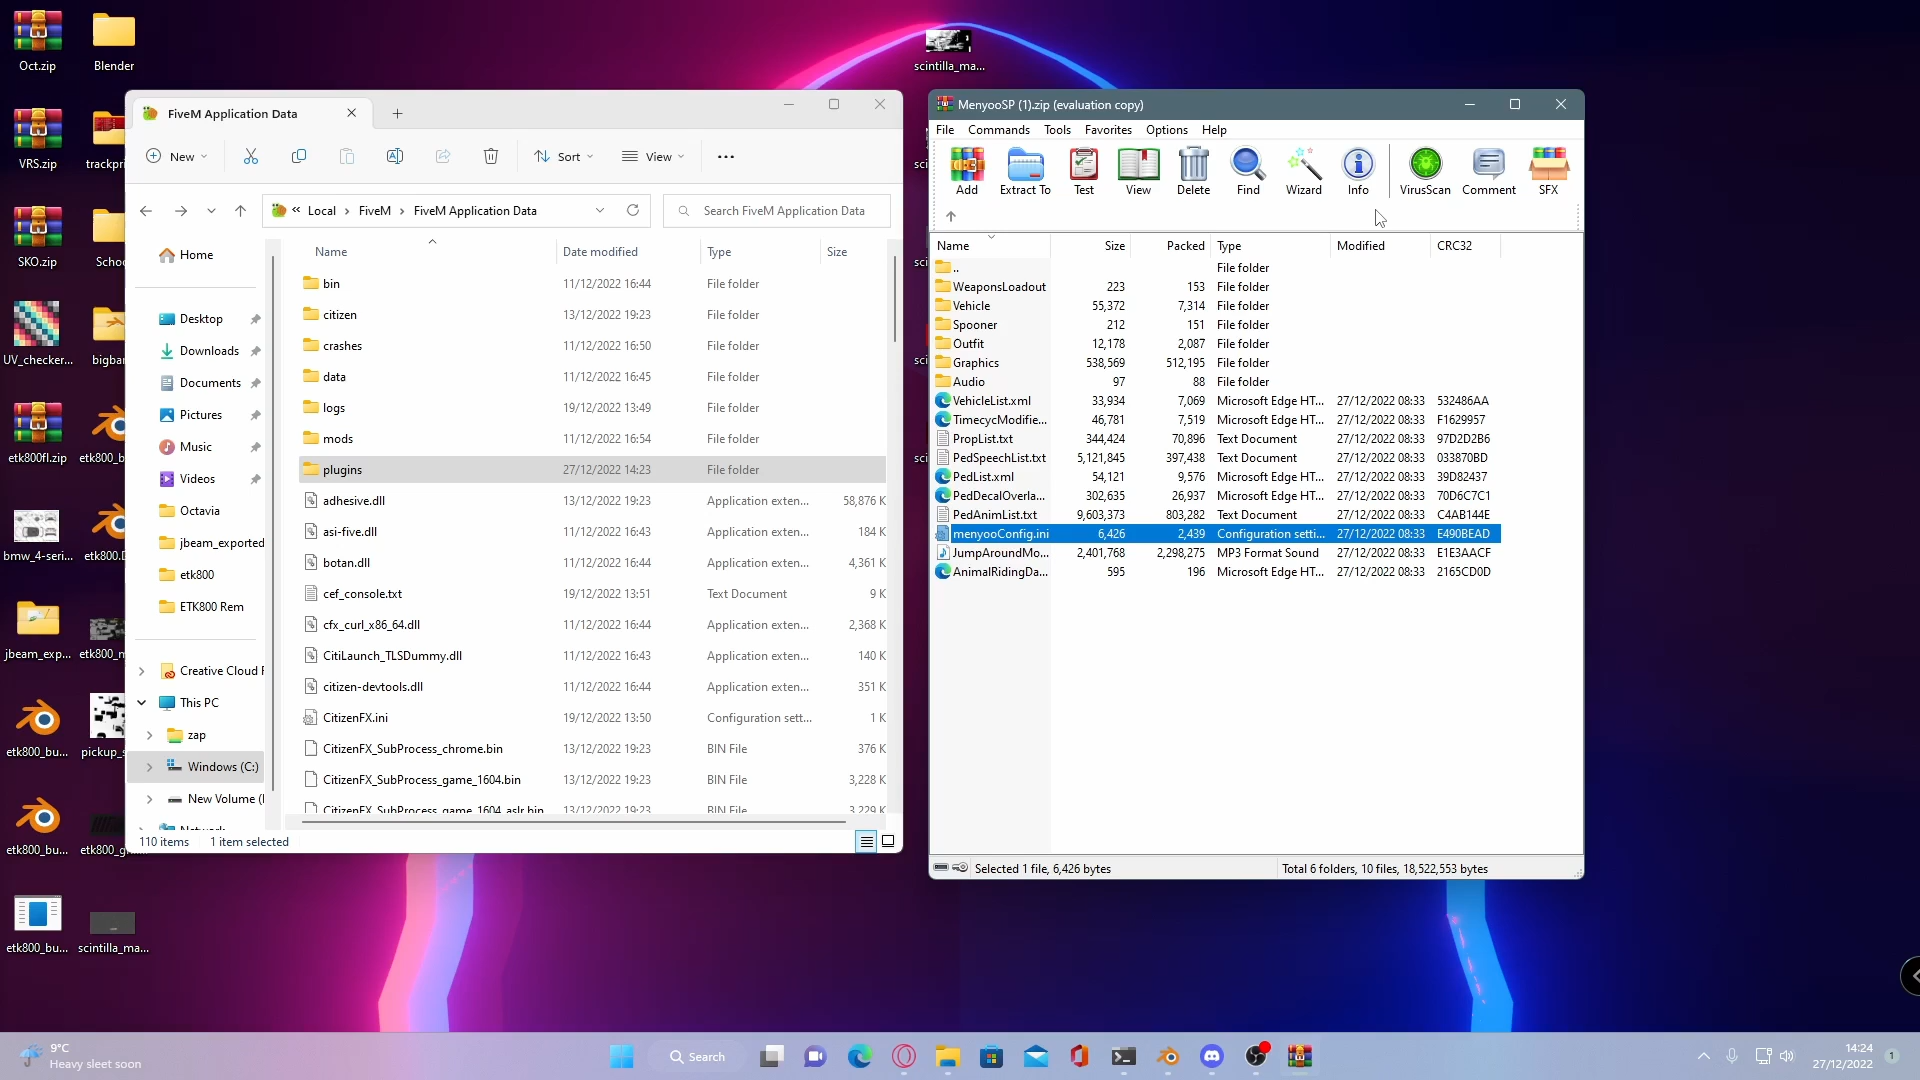 Oct.zip
Blender
VRS.zip
trackpri
SKO.zip
Schoo
UV_checker...
bigbar
etk800fl.zip
etk800_b
bmw_4-seri...
etk800.D
jbeam_exp...
etk800_n
etk800_bu...
pickup_s
etk800_bu...
etk800_gr
etk800_bu...
scintilla_ma...
scintilla_ma...
FiveM Application Data
New
Sort
View
« Local > FiveM > FiveM Application Data
Search FiveM Application Data
Home
Desktop
Downloads
Documents
Pictures
Music
Videos
Octavia
jbeam_exported
etk800
ETK800 Rem
Creative Cloud F
This PC
zap
Windows (C:)
New Volume (
Network
Name Date modified Type Size
bin 11/12/2022 16:44 File folder
citizen 13/12/2022 19:23 File folder
crashes 11/12/2022 16:50 File folder
data 11/12/2022 16:45 File folder
logs 19/12/2022 13:49 File folder
mods 11/12/2022 16:54 File folder
plugins 27/12/2022 14:23 File folder
adhesive.dll 13/12/2022 19:23 Application exten... 58,876 K
asi-five.dll 11/12/2022 16:43 Application exten... 184 K
botan.dll 11/12/2022 16:44 Application exten... 4,361 K
cef_console.txt 19/12/2022 13:51 Text Document 9 K
cfx_curl_x86_64.dll 11/12/2022 16:44 Application exten... 2,368 K
CitiLaunch_TLSDummy.dll 11/12/2022 16:43 Application exten... 140 K
citizen-devtools.dll 11/12/2022 16:44 Application exten... 351 K
CitizenFX.ini 19/12/2022 13:50 Configuration sett... 1 K
CitizenFX_SubProcess_chrome.bin 13/12/2022 19:23 BIN File 376 K
CitizenFX_SubProcess_game_1604.bin 13/12/2022 19:23 BIN File 3,228 K
CitizenFX_SubProcess_game_1604_aslr.bin 13/12/2022 19:23 BIN File 3,229 K
110 items 1 item selected
MenyooSP (1).zip (evaluation copy)
File Commands Tools Favorites Options Help
Add Extract To Test View Delete Find Wizard Info VirusScan Comment SFX
Name Size Packed Type Modified CRC32
.. File folder
WeaponsLoadout 223 153 File folder
Vehicle 55,372 7,314 File folder
Spooner 212 151 File folder
Outfit 12,178 2,087 File folder
Graphics 538,569 512,195 File folder
Audio 97 88 File folder
VehicleList.xml 33,934 7,069 Microsoft Edge HT... 27/12/2022 08:33 532486AA
TimecycModifie... 46,781 7,519 Microsoft Edge HT... 27/12/2022 08:33 F1629957
PropList.txt 344,424 70,896 Text Document 27/12/2022 08:33 97D2D2B6
PedSpeechList.txt 5,121,845 397,438 Text Document 27/12/2022 08:33 033870BD
PedList.xml 54,121 9,576 Microsoft Edge HT... 27/12/2022 08:33 39D82437
PedDecalOverla... 302,635 26,937 Microsoft Edge HT... 27/12/2022 08:33 70D6C7C1
PedAnimList.txt 9,603,373 803,282 Text Document 27/12/2022 08:33 C4AB144E
menyooConfig.ini 6,426 2,439 Configuration setti... 27/12/2022 08:33 E490BEAD
JumpAroundMo... 2,401,768 2,298,275 MP3 Format Sound 27/12/2022 08:33 E1E3AACF
AnimalRidingDa... 595 196 Microsoft Edge HT... 27/12/2022 08:33 2165CD0D
Selected 1 file, 6,426 bytes
Total 6 folders, 10 files, 18,522,553 bytes
9°C
Heavy sleet soon
Search
14:24
27/12/2022
1